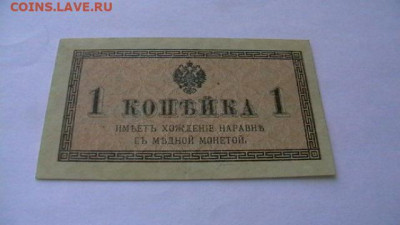 COINS.LAVE.RU
1 КОПѢЙКА 1
ИМѢЕТЪ ХОЖДЕНІЕ НАРАВНѢ
СЪ МѢДНОЙ МОНЕТОЙ.